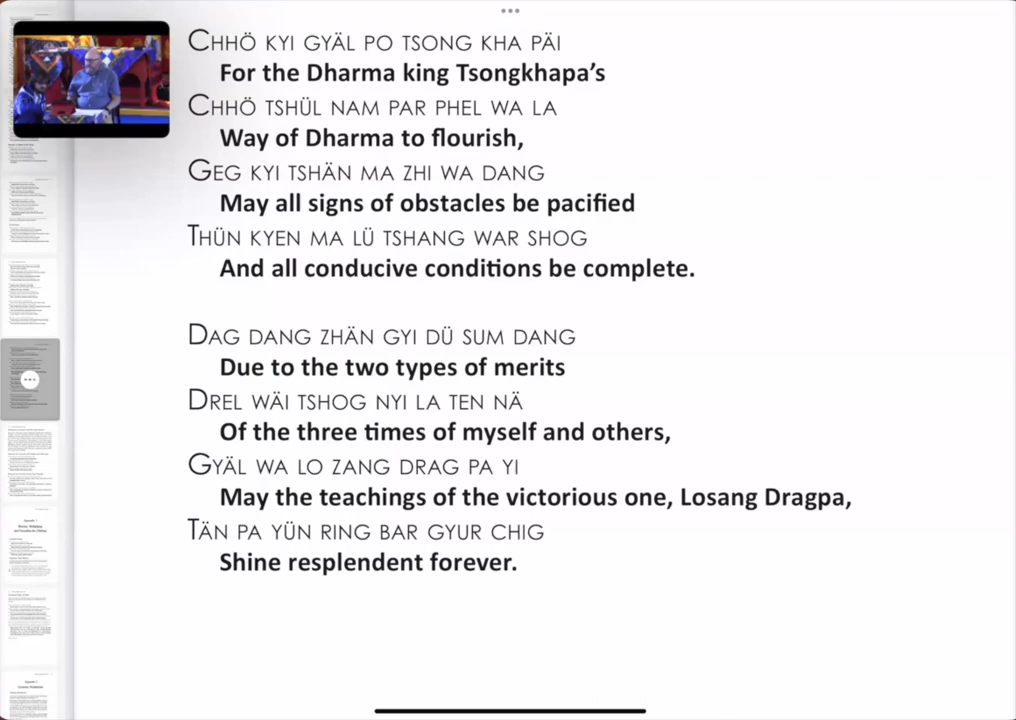 CHHÖ KYI GYÄL PO TSONG KHA PÄI
For the Dharma king Tsongkhapa’s
CHHÖ TSHÜL NAM PAR PHEL WA LA
Way of Dharma to flourish,
GEG KYI TSHÄN MA ZHI WA DANG
May all signs of obstacles be pacified
THÜN KYEN MA LÜ TSHANG WAR SHOG
And all conducive conditions be complete.
DAG DANG ZHÄN GYI DÜ SUM DANG
Due to the two types of merits
DREL WÄI TSHOG NYI LA TEN NÄ
Of the three times of myself and others,
GYÄL WA LO ZANG DRAG PA YI
May the teachings of the victorious one, Losang Dragpa,
TÄN PA YÜN RING BAR GYUR CHIG
Shine resplendent forever.